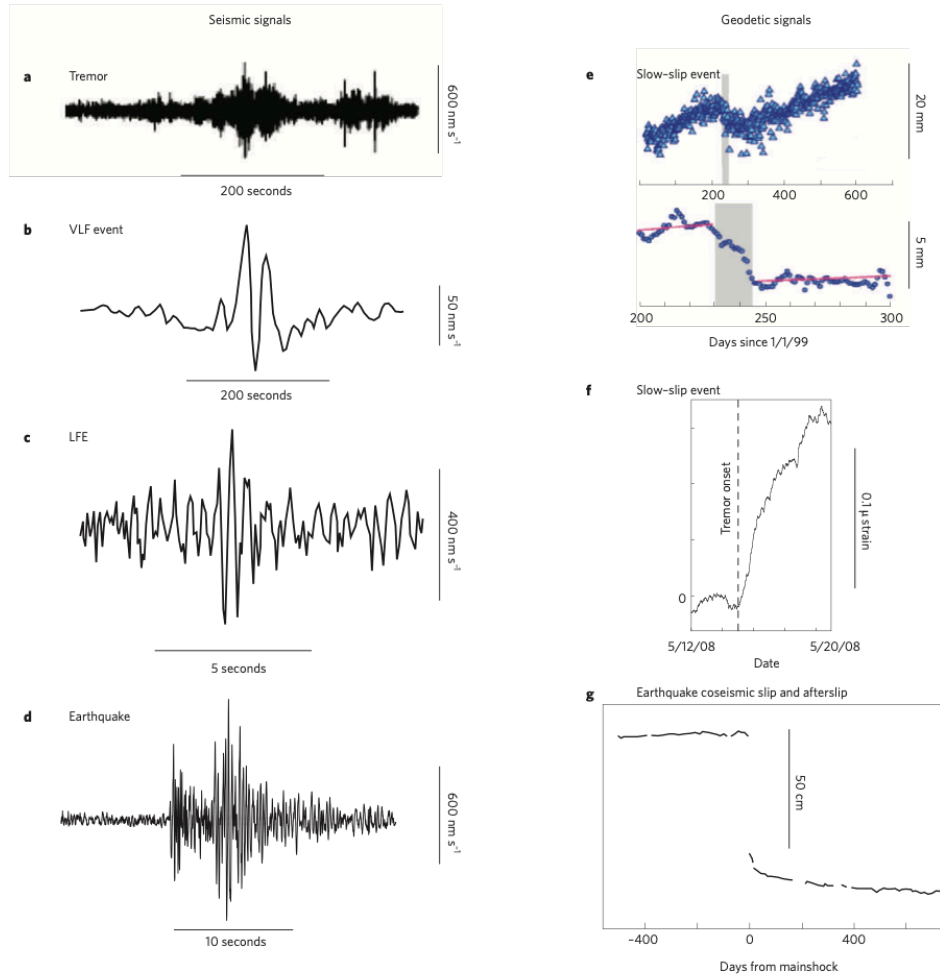 Seismic signals
a Tremor
600 nm s⁻¹
200 seconds
b VLF event
50 nm s⁻¹
200 seconds
c LFE
400 nm s⁻¹
5 seconds
d Earthquake
600 nm s⁻¹
10 seconds
Geodetic signals
e Slow–slip event
20 mm
200 400 600
5 mm
200 250 300
Days since 1/1/99
f Slow–slip event
Tremor onset
0.1 μ strain
0
5/12/08 5/20/08
Date
g Earthquake coseismic slip and afterslip
50 cm
–400 0 400
Days from mainshock